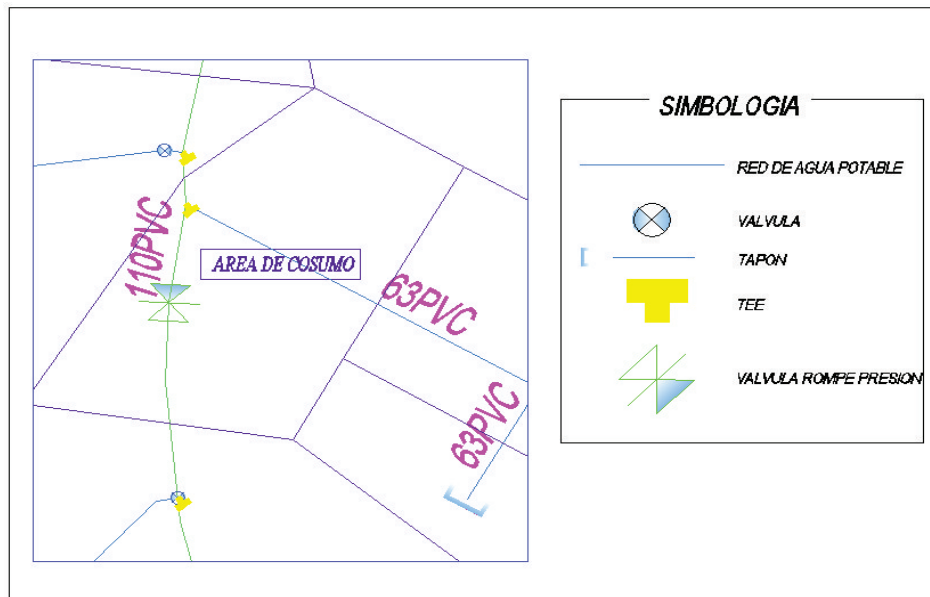 110PVC
AREA DE COSUMO
63PVC
63PVC
SIMBOLOGIA
RED DE AGUA POTABLE
VALVULA
TAPON
TEE
VALVULA ROMPE PRESION